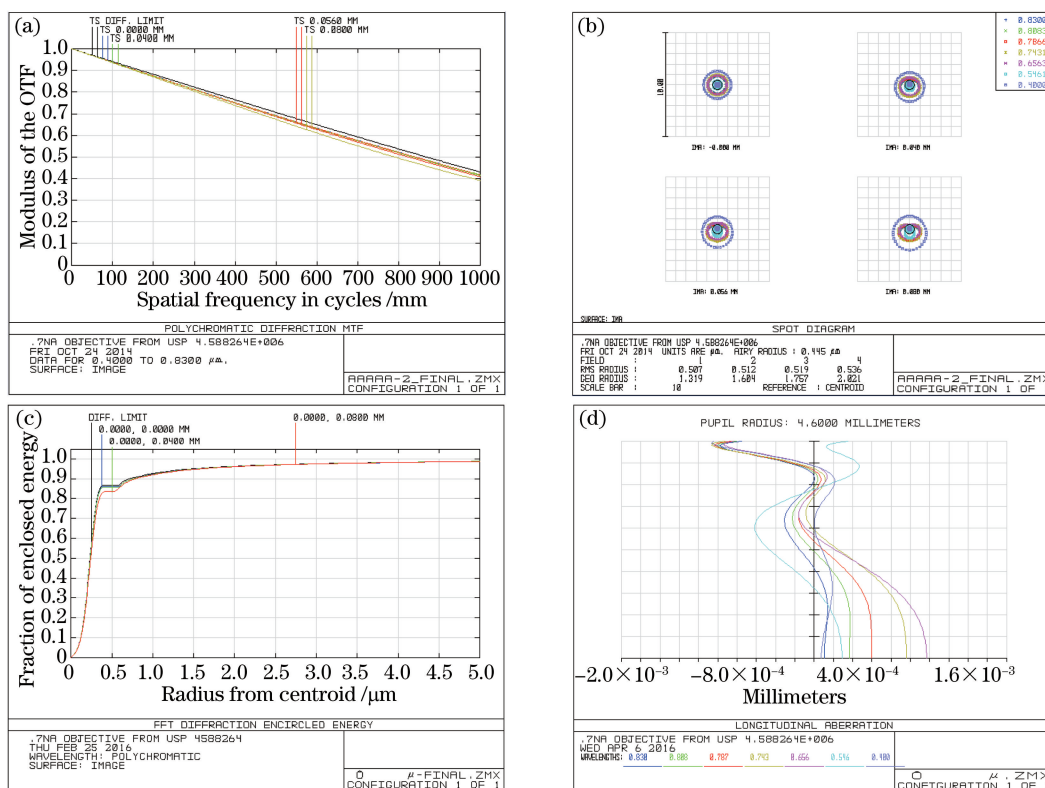 (a)
TS DIFF. LIMIT
TS 0.0000 MM
TS 0.0400 MM
TS 0.0560 MM
TS 0.0800 MM
1.0
0.9
0.8
0.7
0.6
0.5
0.4
0.3
0.2
0.1
0
Modulus of the OTF
0 100 200 300 400 500 600 700 800 900 1000
Spatial frequency in cycles /mm
POLYCHROMATIC DIFFRACTION MTF
.7NA OBJECTIVE FROM USP 4.588264E+006
FRI OCT 24 2014
DATA FOR 0.4000 TO 0.8300 µm.
SURFACE: IMAGE
AAAAA-2_FINAL.ZMX
CONFIGURATION 1 OF 1
(b)
0.8300
0.8083
0.7866
0.7431
0.6563
0.5461
0.4000
10.00
IMA: -0.000 MM
IMA: 0.040 MM
IMA: 0.056 MM
IMA: 0.080 MM
SURFACE: IMA
SPOT DIAGRAM
.7NA OBJECTIVE FROM USP 4.588264E+006
FRI OCT 24 2014 UNITS ARE µm. AIRY RADIUS : 0.445 µm
FIELD : 1 2 3 4
RMS RADIUS : 0.507 0.512 0.519 0.536
GEO RADIUS : 1.319 1.604 1.757 2.021
SCALE BAR : 10 REFERENCE : CENTROID
AAAAA-2_FINAL.ZMX
CONFIGURATION 1 OF 1
(c)
DIFF. LIMIT
0.0000, 0.0000 MM
0.0000, 0.0400 MM
0.0000, 0.0800 MM
1.0
0.9
0.8
0.7
0.6
0.5
0.4
0.3
0.2
0.1
0
Fraction of enclosed energy
0 0.5 1.0 1.5 2.0 2.5 3.0 3.5 4.0 4.5 5.0
Radius from centroid /µm
FFT DIFFRACTION ENCIRCLED ENERGY
.7NA OBJECTIVE FROM USP 4588264
THU FEB 25 2016
WAVELENGTH: POLYCHROMATIC
SURFACE: IMAGE
Ö µ-FINAL.ZMX
CONFIGURATION 1 OF 1
(d)
PUPIL RADIUS: 4.6000 MILLIMETERS
-2.0×10⁻³ -8.0×10⁻⁴ 4.0×10⁻⁴ 1.6×10⁻³
Millimeters
LONGITUDINAL ABERRATION
.7NA OBJECTIVE FROM USP 4.588264E+006
WED APR 6 2016
WAVELENGTHS: 0.830 0.808 0.787 0.743 0.656 0.546 0.400
Ö µ.ZMX
CONFIGURATION 1 OF 1